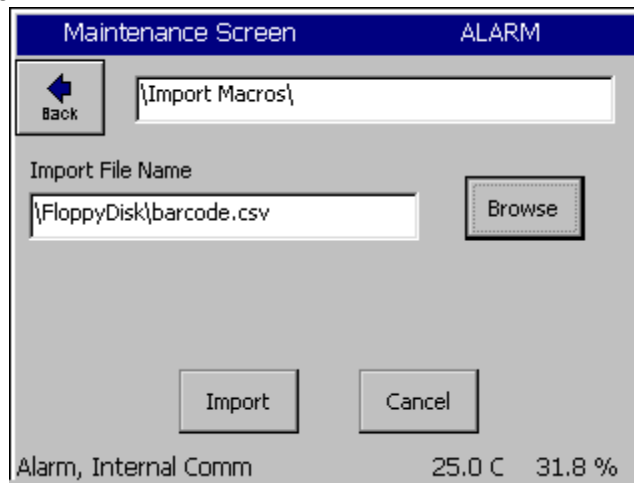 Maintenance Screen ALARM
Back
\Import Macros\
Import File Name
\FloppyDisk\barcode.csv
Browse
Import Cancel
Alarm, Internal Comm 25.0 C 31.8 %